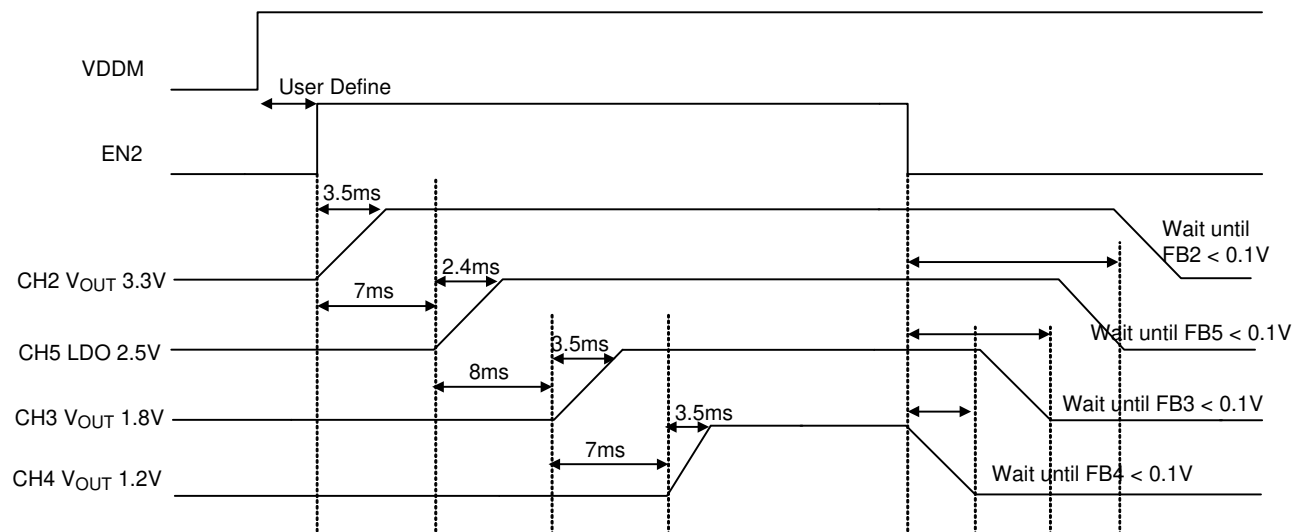 VDDM
User Define
EN2
3.5ms
Wait until
FB2 < 0.1V
CH2 VOUT 3.3V
2.4ms
7ms
Wait until FB5 < 0.1V
CH5 LDO 2.5V
3.5ms
8ms
Wait until FB3 < 0.1V
CH3 VOUT 1.8V
3.5ms
7ms
Wait until FB4 < 0.1V
CH4 VOUT 1.2V